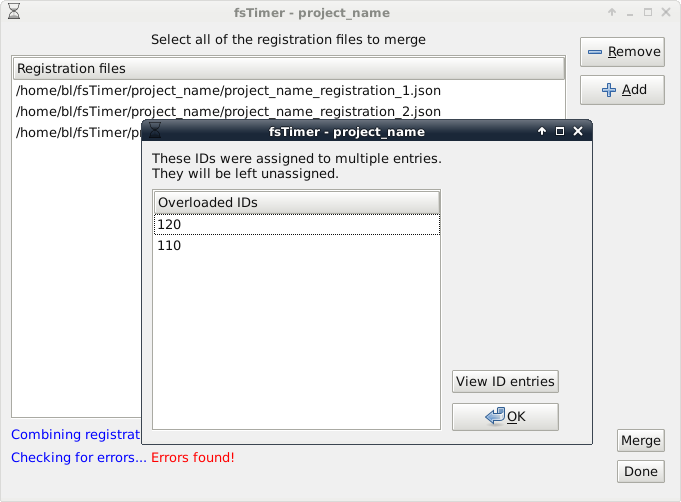 fsTimer - project_name
Select all of the registration files to merge
Remove
Add
Registration files
/home/bl/fsTimer/project_name/project_name_registration_1.json
/home/bl/fsTimer/project_name/project_name_registration_2.json
/home/bl/fsTimer/
fsTimer - project_name
These IDs were assigned to multiple entries.
They will be left unassigned.
Overloaded IDs
120
110
View ID entries
OK
Combining registrat
Checking for errors... Errors found!
Merge
Done